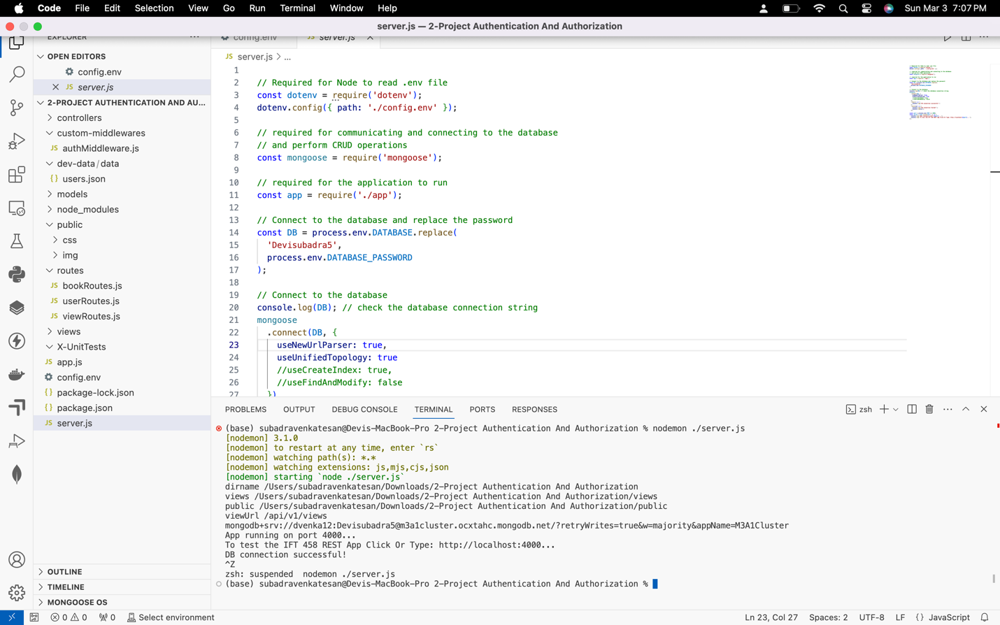 Code File Edit Selection View Go Run Terminal Window Help Sun Mar 3 7:07 PM
server.js — 2-Project Authentication And Authorization
EXPLORER
config.env JS server.js
OPEN EDITORS
config.env
JS server.js
2-PROJECT AUTHENTICATION AND AU...
controllers
custom-middlewares
JS authMiddleware.js
dev-data / data
{} users.json
models
node_modules
public
css
img
routes
JS bookRoutes.js
JS userRoutes.js
JS viewRoutes.js
views
X-UnitTests
JS app.js
config.env
{} package-lock.json
{} package.json
JS server.js
OUTLINE
TIMELINE
MONGOOSE OS
JS server.js > ...
1
2 // Required for Node to read .env file
3 const dotenv = require('dotenv');
4 dotenv.config({ path: './config.env' });
5
6 // required for communicating and connecting to the database
7 // and perform CRUD operations
8 const mongoose = require('mongoose');
9
10 // required for the application to run
11 const app = require('./app');
12
13 // Connect to the database and replace the password
14 const DB = process.env.DATABASE.replace(
15 'Devisubadra5',
16 process.env.DATABASE_PASSWORD
17 );
18
19 // Connect to the database
20 console.log(DB); // check the database connection string
21 mongoose
22 .connect(DB, {
23 useNewUrlParser: true,
24 useUnifiedTopology: true
25 //useCreateIndex: true,
26 //useFindAndModify: false
27 })
PROBLEMS OUTPUT DEBUG CONSOLE TERMINAL PORTS RESPONSES zsh
(base) subadravenkatesan@Devis-MacBook-Pro 2-Project Authentication And Authorization % nodemon ./server.js
[nodemon] 3.1.0
[nodemon] to restart at any time, enter `rs`
[nodemon] watching path(s): *.*
[nodemon] watching extensions: js,mjs,cjs,json
[nodemon] starting `node ./server.js`
dirname /Users/subadravenkatesan/Downloads/2-Project Authentication And Authorization
views /Users/subadravenkatesan/Downloads/2-Project Authentication And Authorization/views
public /Users/subadravenkatesan/Downloads/2-Project Authentication And Authorization/public
viewUrl /api/v1/views
mongodb+srv://dvenka12:Devisubadra5@m3a1cluster.ocxtahc.mongodb.net/?retryWrites=true&w=majority&appName=M3A1Cluster
App running on port 4000...
To test the IFT 458 REST App Click Or Type: http://localhost:4000...
DB connection successful!
^Z
zsh: suspended nodemon ./server.js
(base) subadravenkatesan@Devis-MacBook-Pro 2-Project Authentication And Authorization %
0 0 0 Select environment Ln 23, Col 27 Spaces: 2 UTF-8 LF {} JavaScript